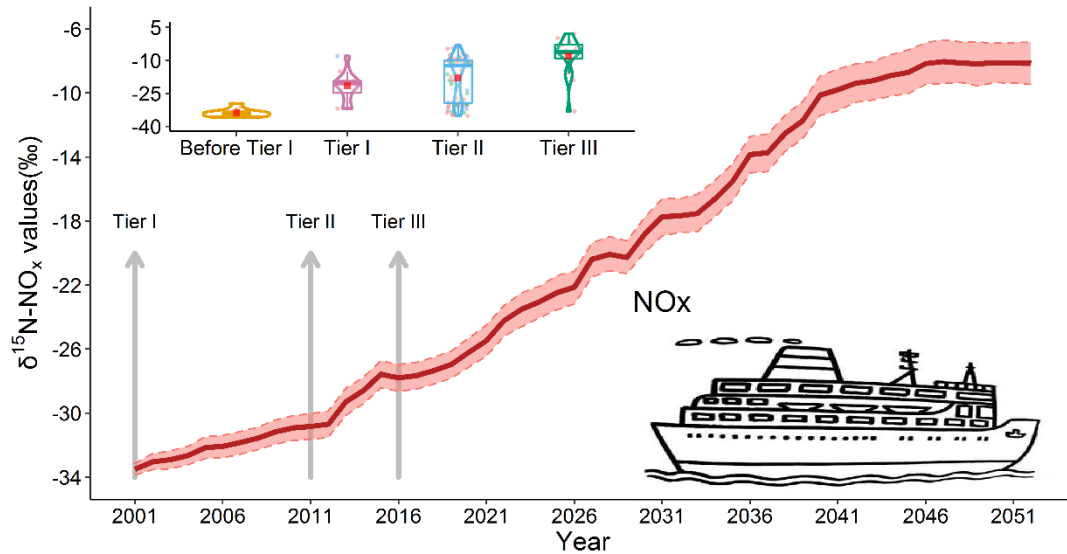 5
-10
-25
-40
Before Tier I Tier I Tier II Tier III
-6
-10
-14
-18
-22
-26
-30
-34
δ¹⁵N-NOₓ values(‰)
Tier I Tier II Tier III
NOx
2001 2006 2011 2016 2021 2026 2031 2036 2041 2046 2051
Year